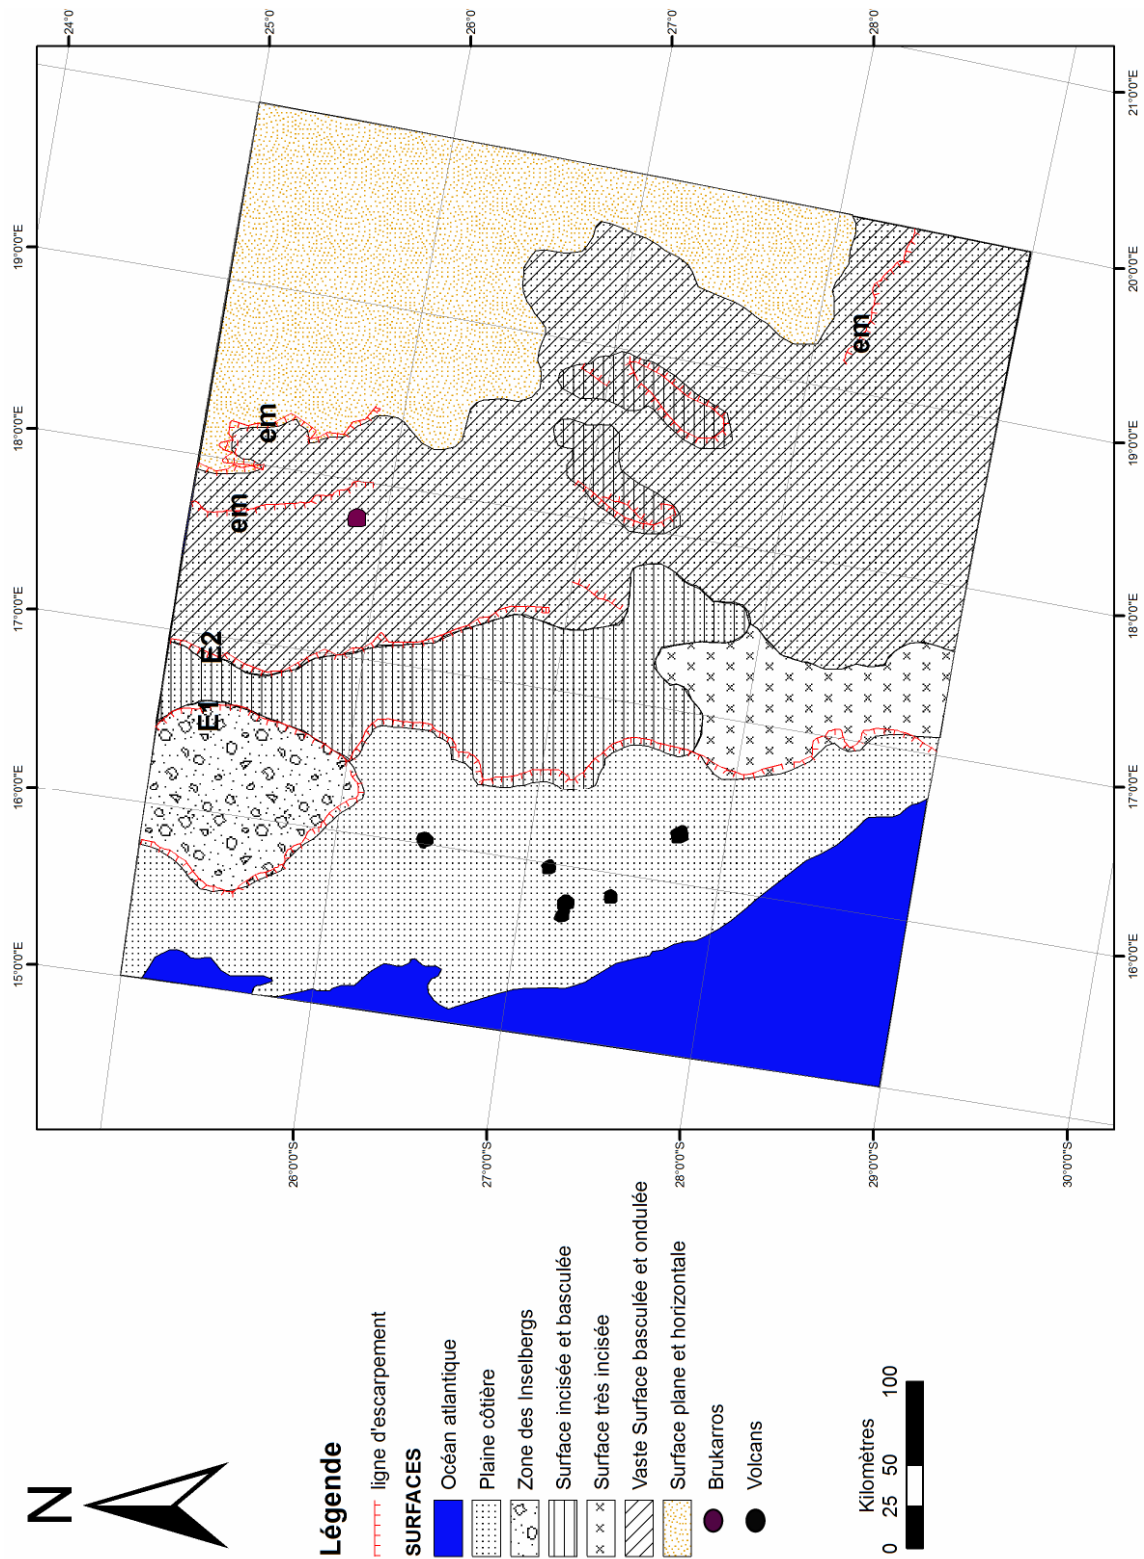 N
Légende
ligne d'escarpement
SURFACES
Océan atlantique
Plaine côtière
Zone des Inselbergs
Surface incisée et basculée
Surface très incisée
Vaste Surface basculée et ondulée
Surface plane et horizontale
Brukarros
Volcans
Kilomètres
0 25 50 100
15°0'0"E 16°0'0"E 17°0'0"E 18°0'0"E 19°0'0"E
24°0
25°0
26°0
27°0
28°0
26°0'0"S
27°0'0"S
28°0'0"S
29°0'0"S
30°0'0"S
E1
E2
em
em
em
16°0'0"E 17°0'0"E 18°0'0"E 19°0'0"E 20°0'0"E 21°0'0"E